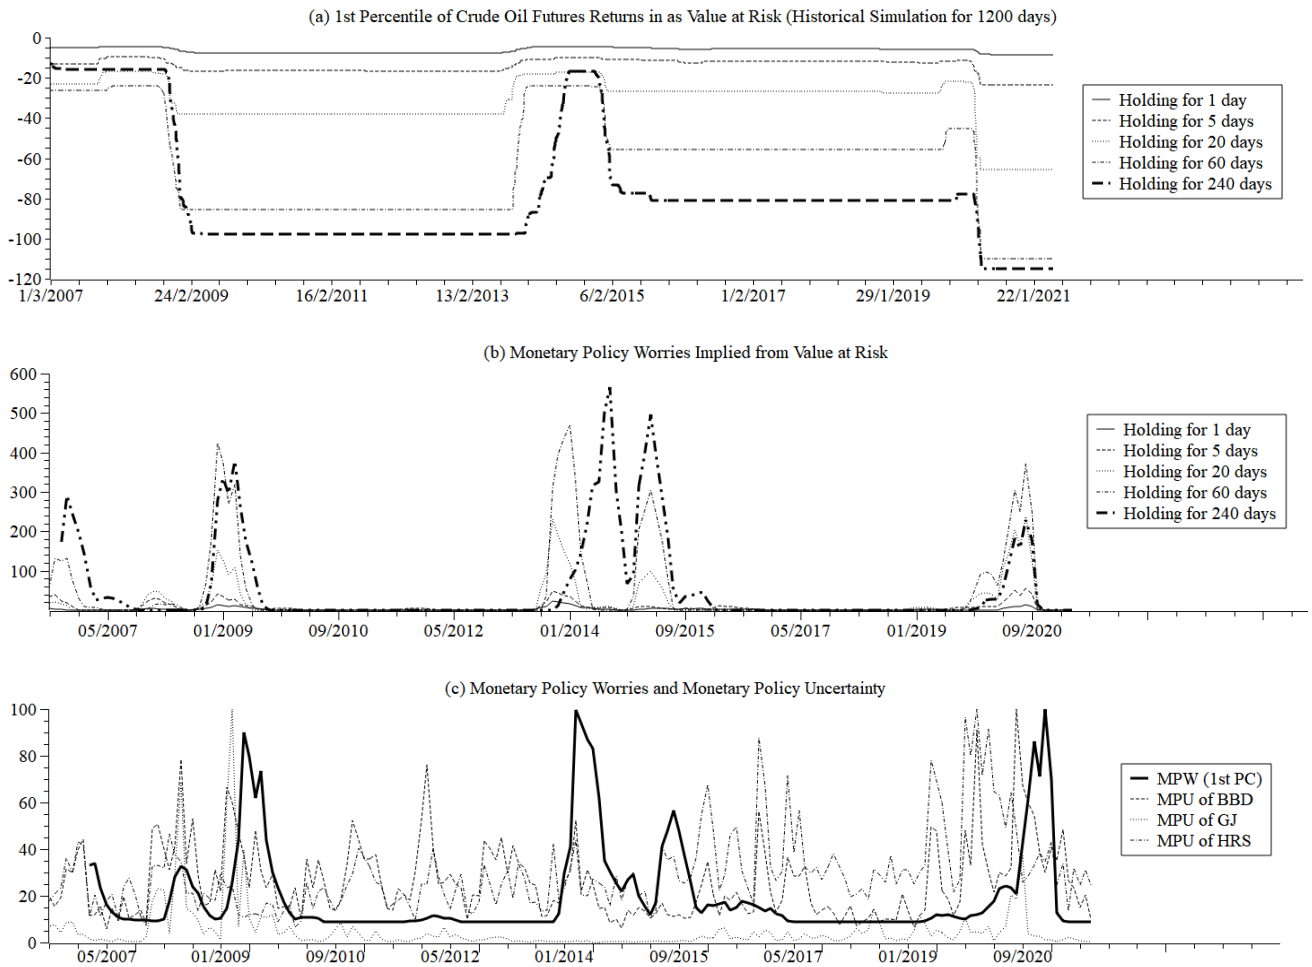 (a) 1st Percentile of Crude Oil Futures Returns in as Value at Risk (Historical Simulation for 1200 days)
0
-20
-40
-60
-80
-100
-120
1/3/2007 24/2/2009 16/2/2011 13/2/2013 6/2/2015 1/2/2017 29/1/2019 22/1/2021
Holding for 1 day
Holding for 5 days
Holding for 20 days
Holding for 60 days
Holding for 240 days
(b) Monetary Policy Worries Implied from Value at Risk
600
500
400
300
200
100
05/2007 01/2009 09/2010 05/2012 01/2014 09/2015 05/2017 01/2019 09/2020
Holding for 1 day
Holding for 5 days
Holding for 20 days
Holding for 60 days
Holding for 240 days
(c) Monetary Policy Worries and Monetary Policy Uncertainty
100
80
60
40
20
0
05/2007 01/2009 09/2010 05/2012 01/2014 09/2015 05/2017 01/2019 09/2020
MPW (1st PC)
MPU of BBD
MPU of GJ
MPU of HRS